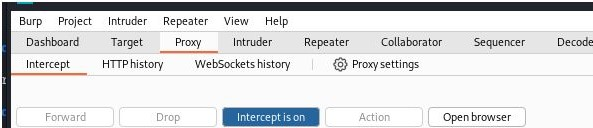 Burp Project Intruder Repeater View Help
Dashboard Target Proxy Intruder Repeater Collaborator Sequencer Decode
Intercept HTTP history WebSockets history Proxy settings
Forward Drop Intercept is on Action Open browser